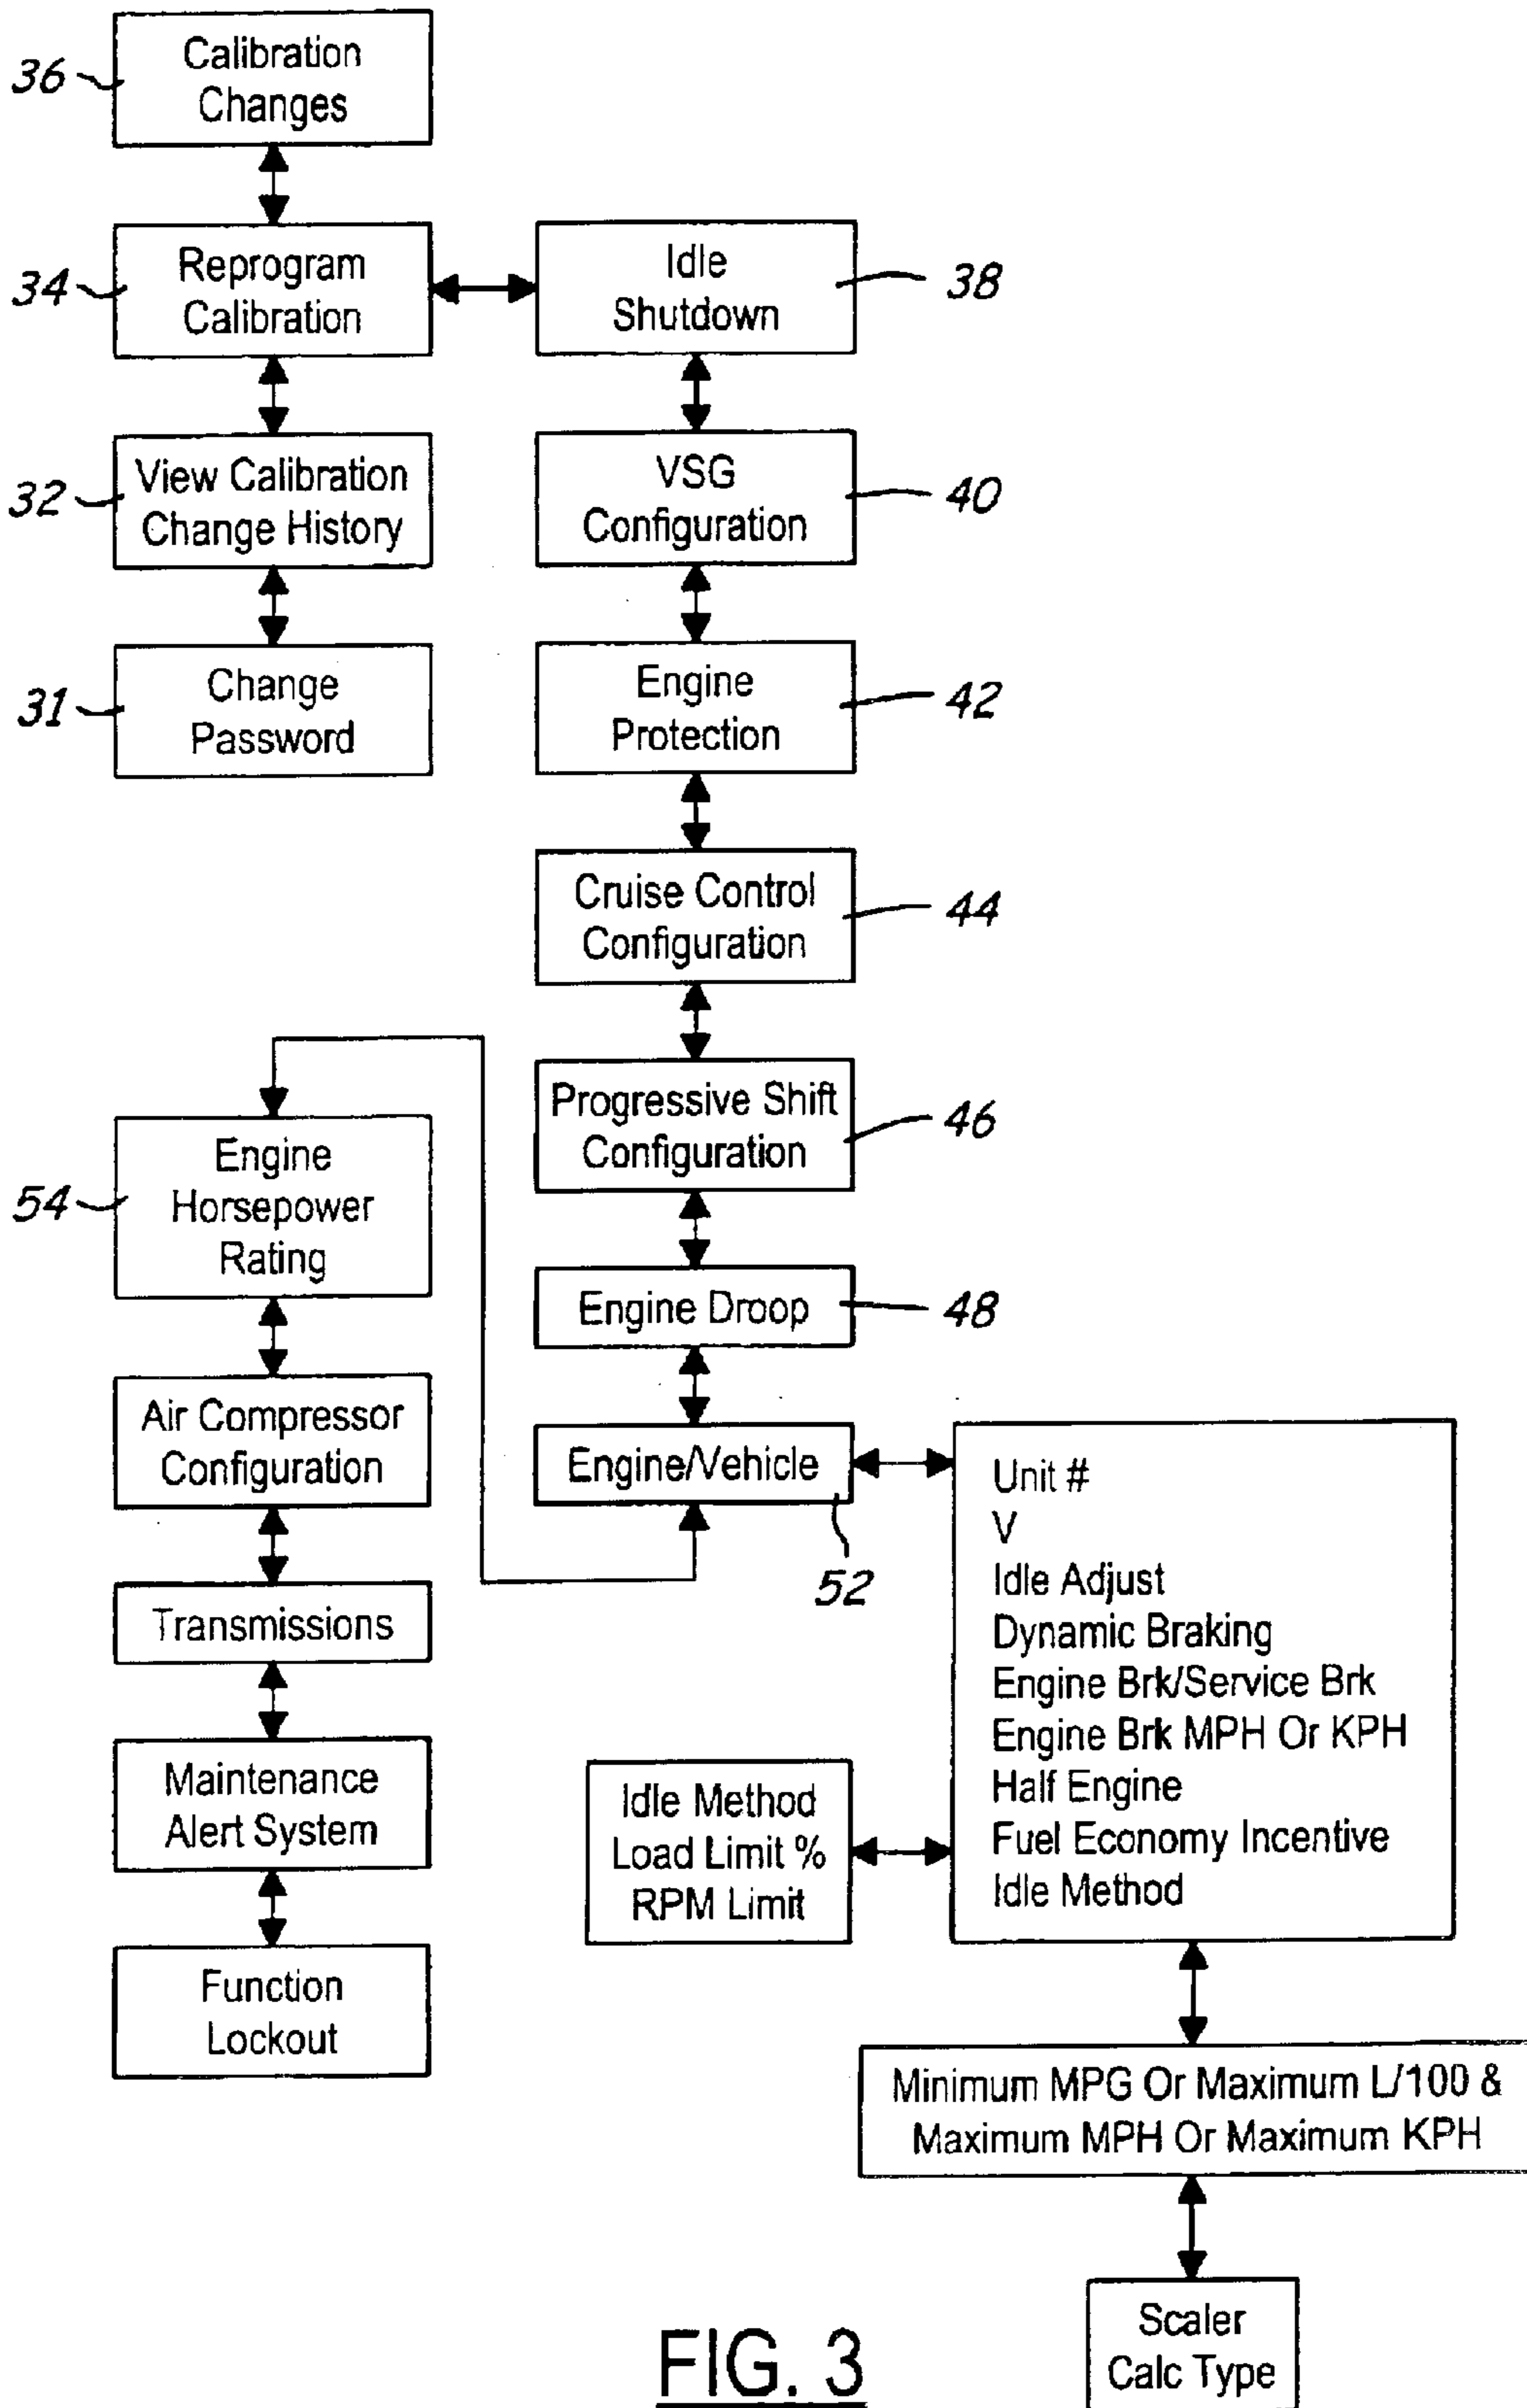 Calibration
Changes
36
Reprogram
Calibration
34
Idle
Shutdown
38
View Calibration
Change History
32
VSG
Configuration
40
Change
Password
31
Engine
Protection
42
Cruise Control
Configuration
44
Progressive Shift
Configuration
46
Engine
Horsepower
Rating
54
Engine Droop
48
Air Compressor
Configuration
Engine/Vehicle
52
Transmissions
Maintenance
Alert System
Function
Lockout
Unit #
V
Idle Adjust
Dynamic Braking
Engine Brk/Service Brk
Engine Brk MPH Or KPH
Half Engine
Fuel Economy Incentive
Idle Method
Idle Method
Load Limit %
RPM Limit
Minimum MPG Or Maximum L/100 &
Maximum MPH Or Maximum KPH
Scaler
Calc Type
FIG. 3